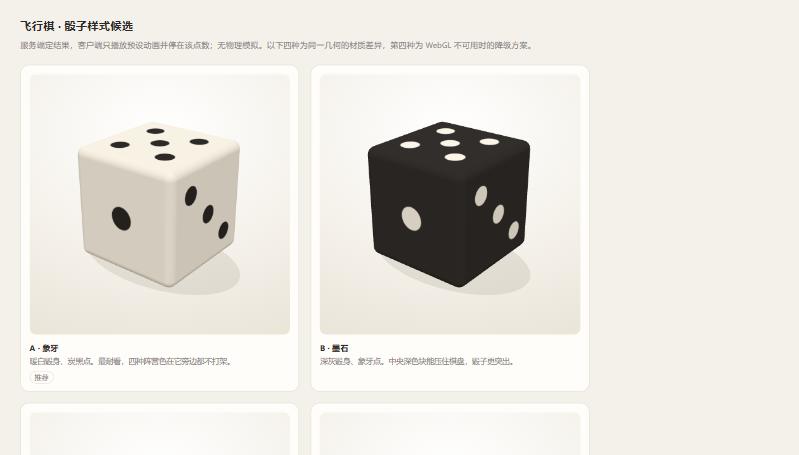 飞行棋 · 骰子样式候选
服务端定结果，客户端只播放预设动画并停在该点数；无物理模拟。以下四种为同一几何的材质差异，第四种为 WebGL 不可用时的降级方案。
A · 象牙
暖白骰身、炭黑点。最耐看，四种阵营色在它旁边都不打架。
推荐
B · 墨石
深灰骰身、象牙点。中央深色块能压住棋盘，骰子更突出。